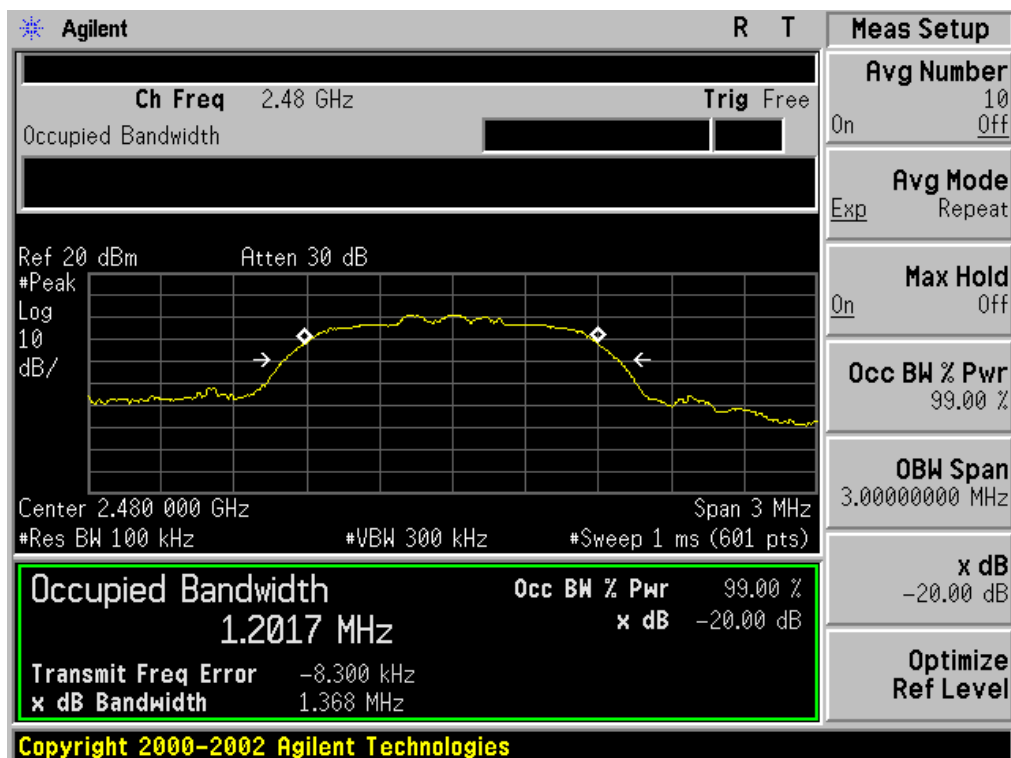 Agilent R T
Ch Freq 2.48 GHz Trig Free
Occupied Bandwidth
Ref 20 dBm Atten 30 dB
#Peak
Log
10
dB/
Center 2.480 000 GHz Span 3 MHz
#Res BW 100 kHz #VBW 300 kHz #Sweep 1 ms (601 pts)
Occupied Bandwidth Occ BW % Pwr 99.00 %
1.2017 MHz x dB -20.00 dB
Transmit Freq Error -8.300 kHz
x dB Bandwidth 1.368 MHz
Copyright 2000-2002 Agilent Technologies
Meas Setup
Avg Number
10
On Off
Avg Mode
Exp Repeat
Max Hold
On Off
Occ BW % Pwr
99.00 %
OBW Span
3.00000000 MHz
x dB
-20.00 dB
Optimize
Ref Level